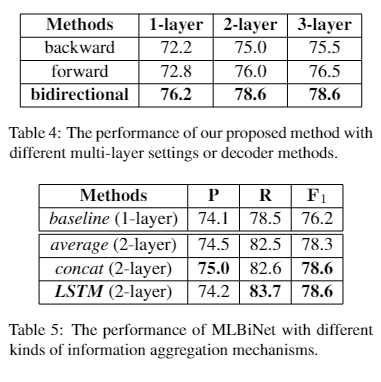 Methods 1-layer 2-layer 3-layer
backward 72.2 75.0 75.5
forward 72.8 76.0 76.5
bidirectional 76.2 78.6 78.6
Table 4: The performance of our proposed method with
different multi-layer settings or decoder methods.
Methods P R F1
baseline (1-layer) 74.1 78.5 76.2
average (2-layer) 74.5 82.5 78.3
concat (2-layer) 75.0 82.6 78.6
LSTM (2-layer) 74.2 83.7 78.6
Table 5: The performance of MLBiNet with different
kinds of information aggregation mechanisms.